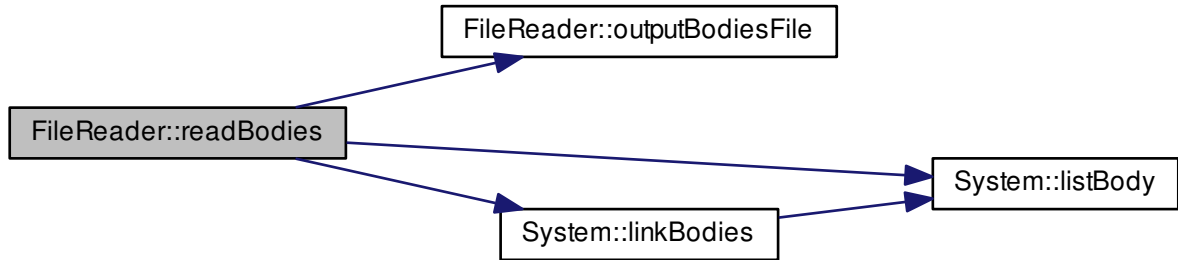 FileReader::outputBodiesFile
FileReader::readBodies
System::listBody
System::linkBodies